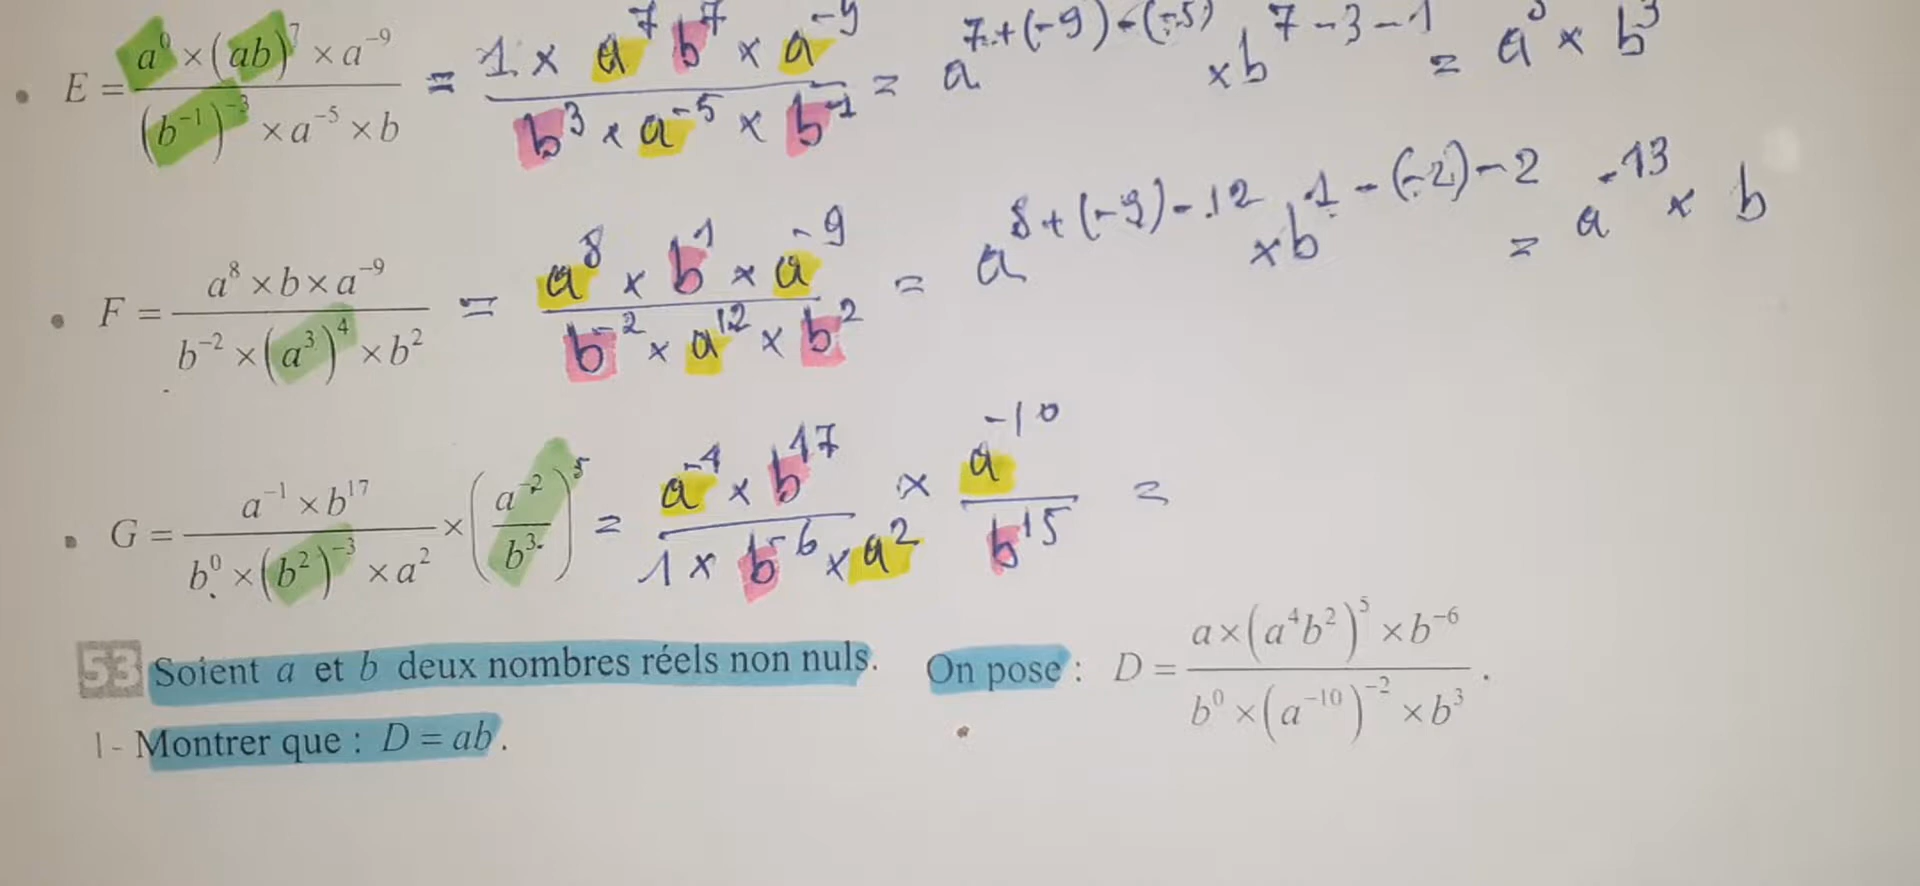 • E = a⁰ × (ab)⁷ × a⁻⁹ / (b⁻¹)⁻³ × a⁻⁵ × b = 1 × a⁷ b⁷ × a⁻⁹ / b³ × a⁻⁵ × b⁻¹ = a⁷⁺⁽⁻⁹⁾⁻⁽⁻⁵⁾ × b⁷⁻³⁻¹ = a³ × b³
• F = a⁸ × b × a⁻⁹ / b⁻² × (a³)⁴ × b² = a⁸ × b¹ × a⁻⁹ / b⁻² × a¹² × b² = a⁸⁺⁽⁻⁹⁾⁻¹² × b¹⁻⁽⁻²⁾⁻² = a⁻¹³ × b
• G = a⁻¹ × b¹⁷ / b⁰ × (b²)⁻³ × a² × (a⁻² / b³)⁵ = a⁻¹ × b¹⁷ / 1 × b⁻⁶ × a² × a⁻¹⁰ / b¹⁵ =
53 Soient a et b deux nombres réels non nuls. On pose : D = a × (a⁴b²)⁵ × b⁻⁶ / b⁰ × (a⁻¹⁰)⁻² × b³ .
1- Montrer que : D = ab.